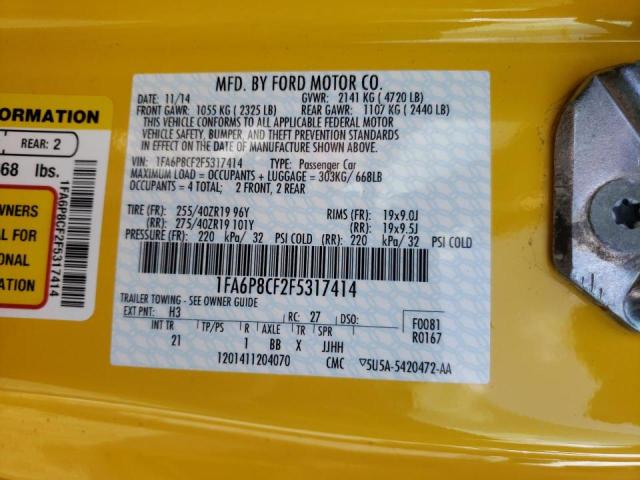 MFD. BY FORD MOTOR CO.
DATE: 11/14 GVWR: 2141 KG ( 4720 LB)
FRONT GAWR: 1055 KG ( 2325 LB) REAR GAWR: 1107 KG ( 2440 LB)
THIS VEHICLE CONFORMS TO ALL APPLICABLE FEDERAL MOTOR
VEHICLE SAFETY, BUMPER, AND THEFT PREVENTION STANDARDS
IN EFFECT ON THE DATE OF MANUFACTURE SHOWN ABOVE.
VIN: 1FA6P8CF2F5317414 TYPE: Passenger Car
MAXIMUM LOAD = OCCUPANTS + LUGGAGE = 303KG/ 668LB
OCCUPANTS = 4 TOTAL: 2 FRONT, 2 REAR
TIRE (FR): 255/40ZR19 96Y RIMS (FR): 19x9.0J
(RR): 275/40ZR19 101Y (RR): 19x9.5J
PRESSURE (FR): 220 kPa/ 32 PSI COLD (RR): 220 kPa/ 32 PSI COLD
1FA6P8CF2F5317414
TRAILER TOWING - SEE OWNER GUIDE
EXT PNT: H3 RC: 27 DSO: F0081
INT TR TP/PS R AXLE TR SPR R0167
21 1 BB X JJHH
1201411204070 CMC 5U5A-5420472-AA
ORMATION
REAR: 2
68 lbs.
WNERS
AL FOR
ONAL
ATION
1FA6P8CF2F5317414